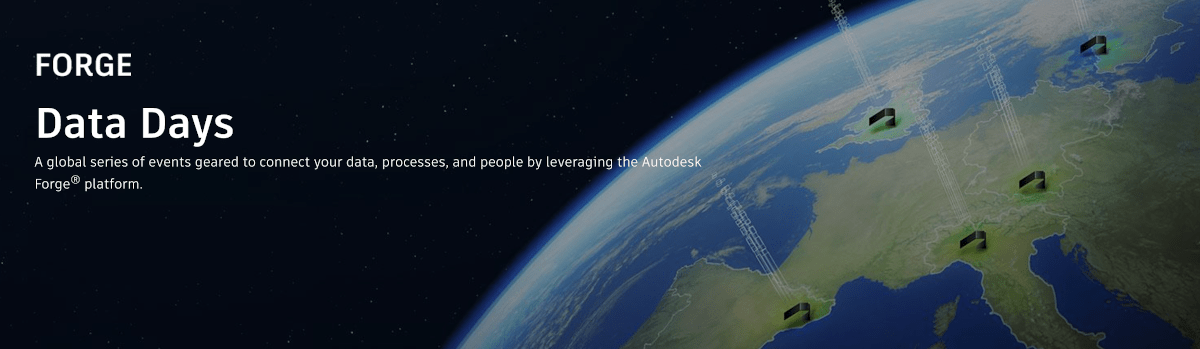 FORGE
Data Days
A global series of events geared to connect your data, processes, and people by leveraging the Autodesk
Forge® platform.